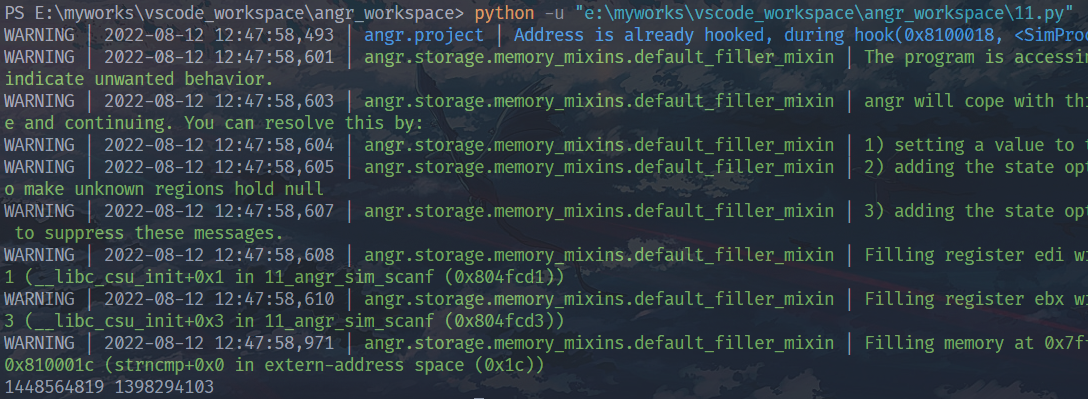 PS E:\myworks\vscode_workspace\angr_workspace> python -u "e:\myworks\vscode_workspace\angr_workspace\11.py"
WARNING | 2022-08-12 12:47:58,493 | angr.project | Address is already hooked, during hook(0x8100018, <SimProc
WARNING | 2022-08-12 12:47:58,601 | angr.storage.memory_mixins.default_filler_mixin | The program is accessin
indicate unwanted behavior.
WARNING | 2022-08-12 12:47:58,603 | angr.storage.memory_mixins.default_filler_mixin | angr will cope with thi
e and continuing. You can resolve this by:
WARNING | 2022-08-12 12:47:58,604 | angr.storage.memory_mixins.default_filler_mixin | 1) setting a value to t
WARNING | 2022-08-12 12:47:58,605 | angr.storage.memory_mixins.default_filler_mixin | 2) adding the state opt
o make unknown regions hold null
WARNING | 2022-08-12 12:47:58,607 | angr.storage.memory_mixins.default_filler_mixin | 3) adding the state opt
 to suppress these messages.
WARNING | 2022-08-12 12:47:58,608 | angr.storage.memory_mixins.default_filler_mixin | Filling register edi wi
1 (__libc_csu_init+0x1 in 11_angr_sim_scanf (0x804fcd1))
WARNING | 2022-08-12 12:47:58,610 | angr.storage.memory_mixins.default_filler_mixin | Filling register ebx wi
3 (__libc_csu_init+0x3 in 11_angr_sim_scanf (0x804fcd3))
WARNING | 2022-08-12 12:47:58,971 | angr.storage.memory_mixins.default_filler_mixin | Filling memory at 0x7ff
0x810001c (strncmp+0x0 in extern-address space (0x1c))
1448564819 1398294103